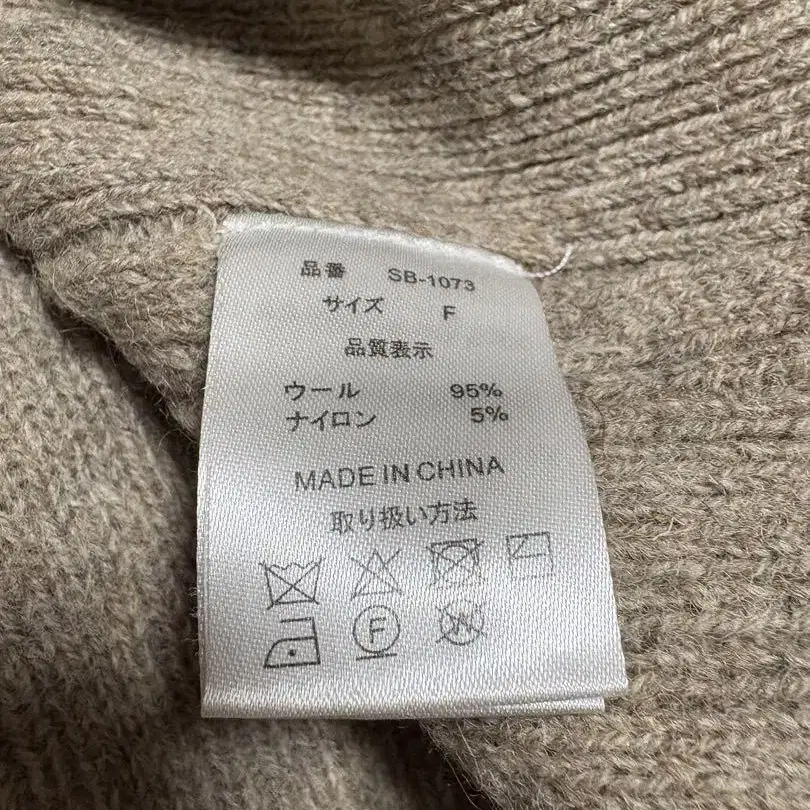 品番 SB-1073
サイズ F
品質表示
ウール 95%
ナイロン 5%
MADE IN CHINA
取り扱い方法
F W